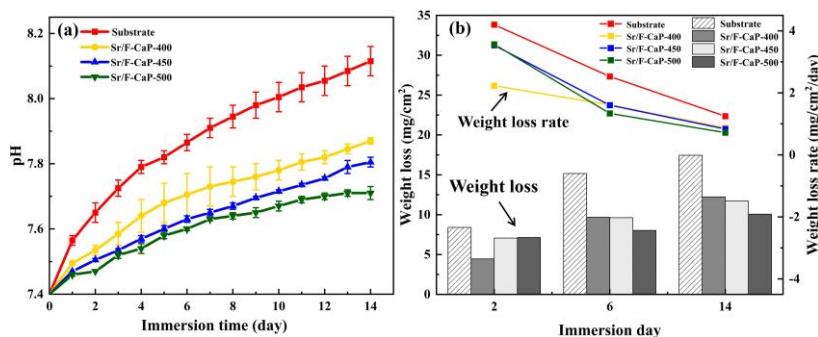 (a)
Substrate
Sr/F-CaP-400
Sr/F-CaP-450
Sr/F-CaP-500
pH
8.2
8.0
7.8
7.6
7.4
0 2 4 6 8 10 12 14
Immersion time (day)
(b)
Substrate
Sr/F-CaP-400
Sr/F-CaP-450
Sr/F-CaP-500
Substrate
Sr/F-CaP-400
Sr/F-CaP-450
Sr/F-CaP-500
Weight loss rate
Weight loss
Weight loss (mg/cm²)
35
30
25
20
15
10
5
0
2 6 14
Immersion day
4
2
0
-2
-4
Weight loss rate (mg/cm²/day)